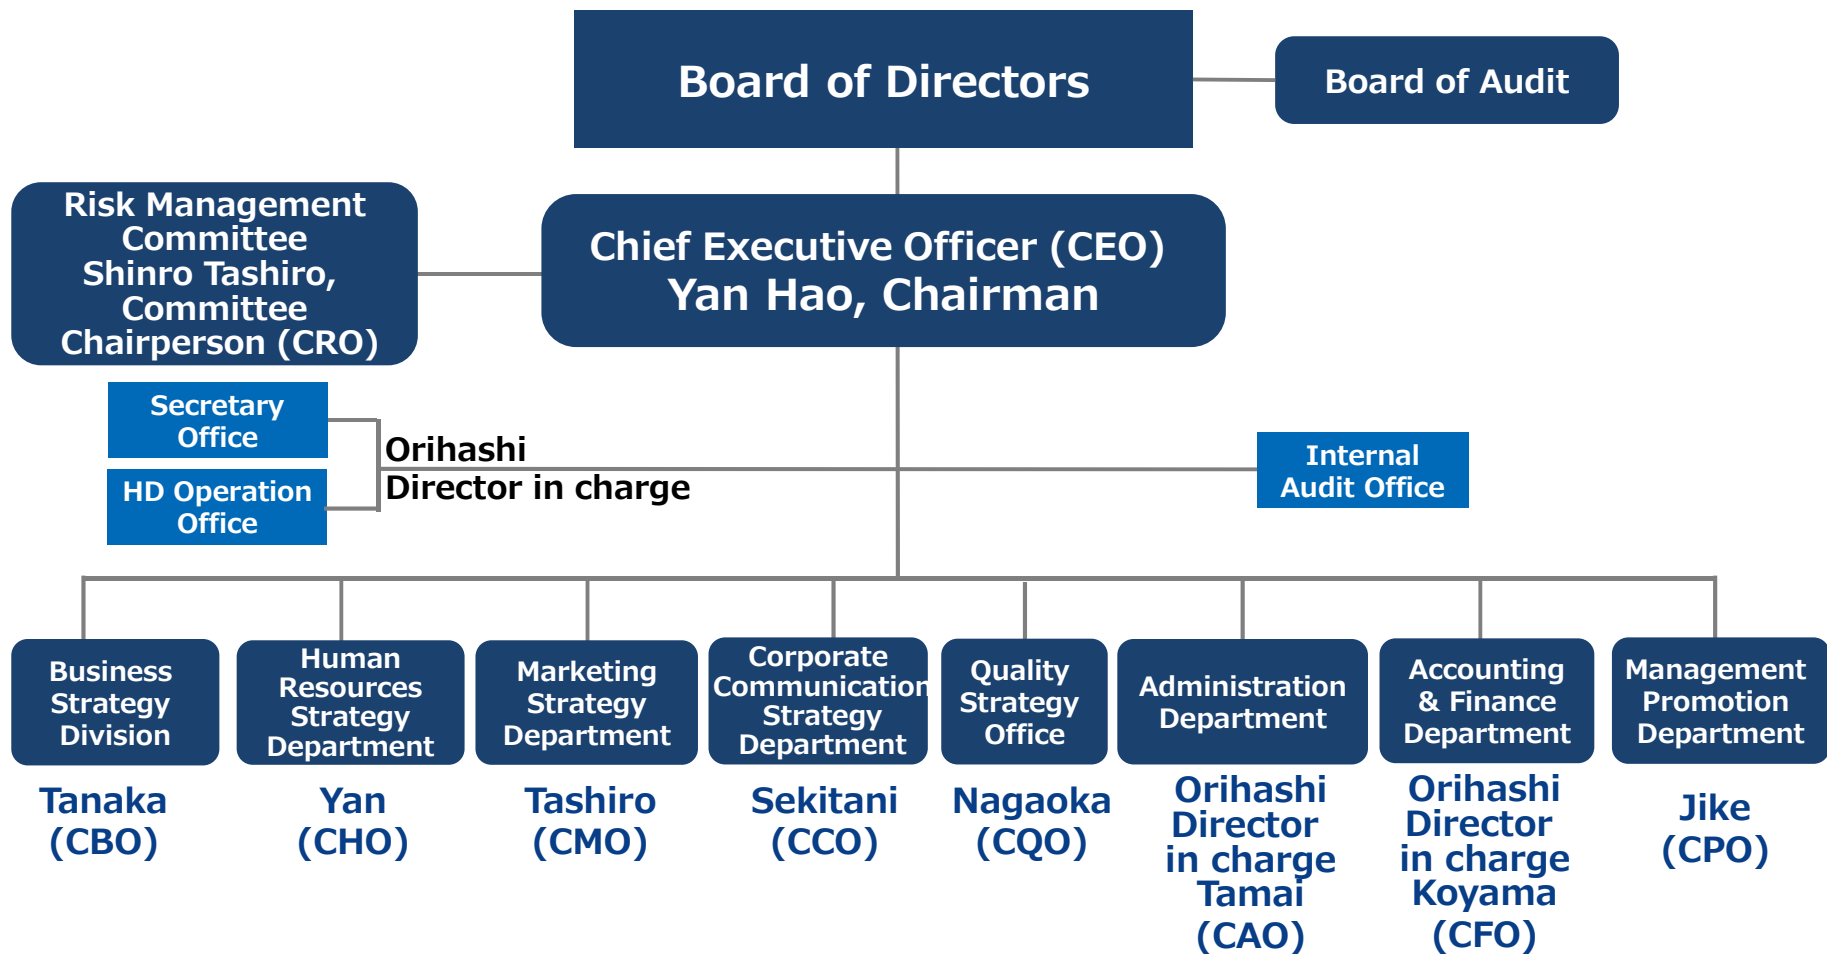 Board of Directors
Board of Audit
Risk Management
Committee
Shinro Tashiro,
Committee
Chairperson (CRO)
Chief Executive Officer (CEO)
Yan Hao, Chairman
Secretary
Office
HD Operation
Office
Orihashi
Director in charge
Internal
Audit Office
Business
Strategy
Division
Human
Resources
Strategy
Department
Marketing
Strategy
Department
Corporate
Communication
Strategy
Department
Quality
Strategy
Office
Administration
Department
Accounting
& Finance
Department
Management
Promotion
Department
Tanaka
(CBO)
Yan
(CHO)
Tashiro
(CMO)
Sekitani
(CCO)
Nagaoka
(CQO)
Orihashi
Director
in charge
Tamai
(CAO)
Orihashi
Director
in charge
Koyama
(CFO)
Jike
(CPO)